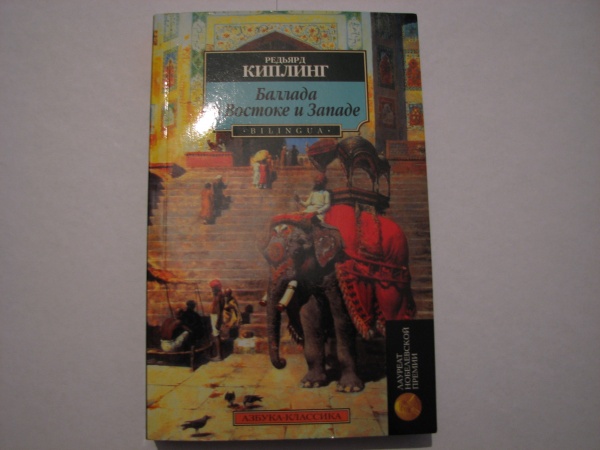 РЕДЬЯРД
КИПЛИНГ
Баллада
Востоке и Западе
• BILINGUA •
ЛАУРЕАТ
НОБЕЛЕВСКОЙ
ПРЕМИИ
АЗБУКА-КЛАССИКА